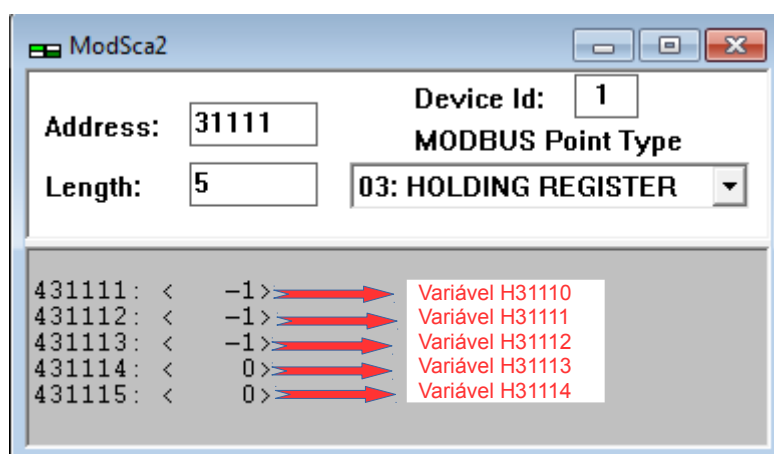 ModSca2
Device Id: 1
Address: 31111
MODBUS Point Type
Length: 5
03: HOLDING REGISTER
431111: < -1> Variável H31110
431112: < -1> Variável H31111
431113: < -1> Variável H31112
431114: < 0> Variável H31113
431115: < 0> Variável H31114